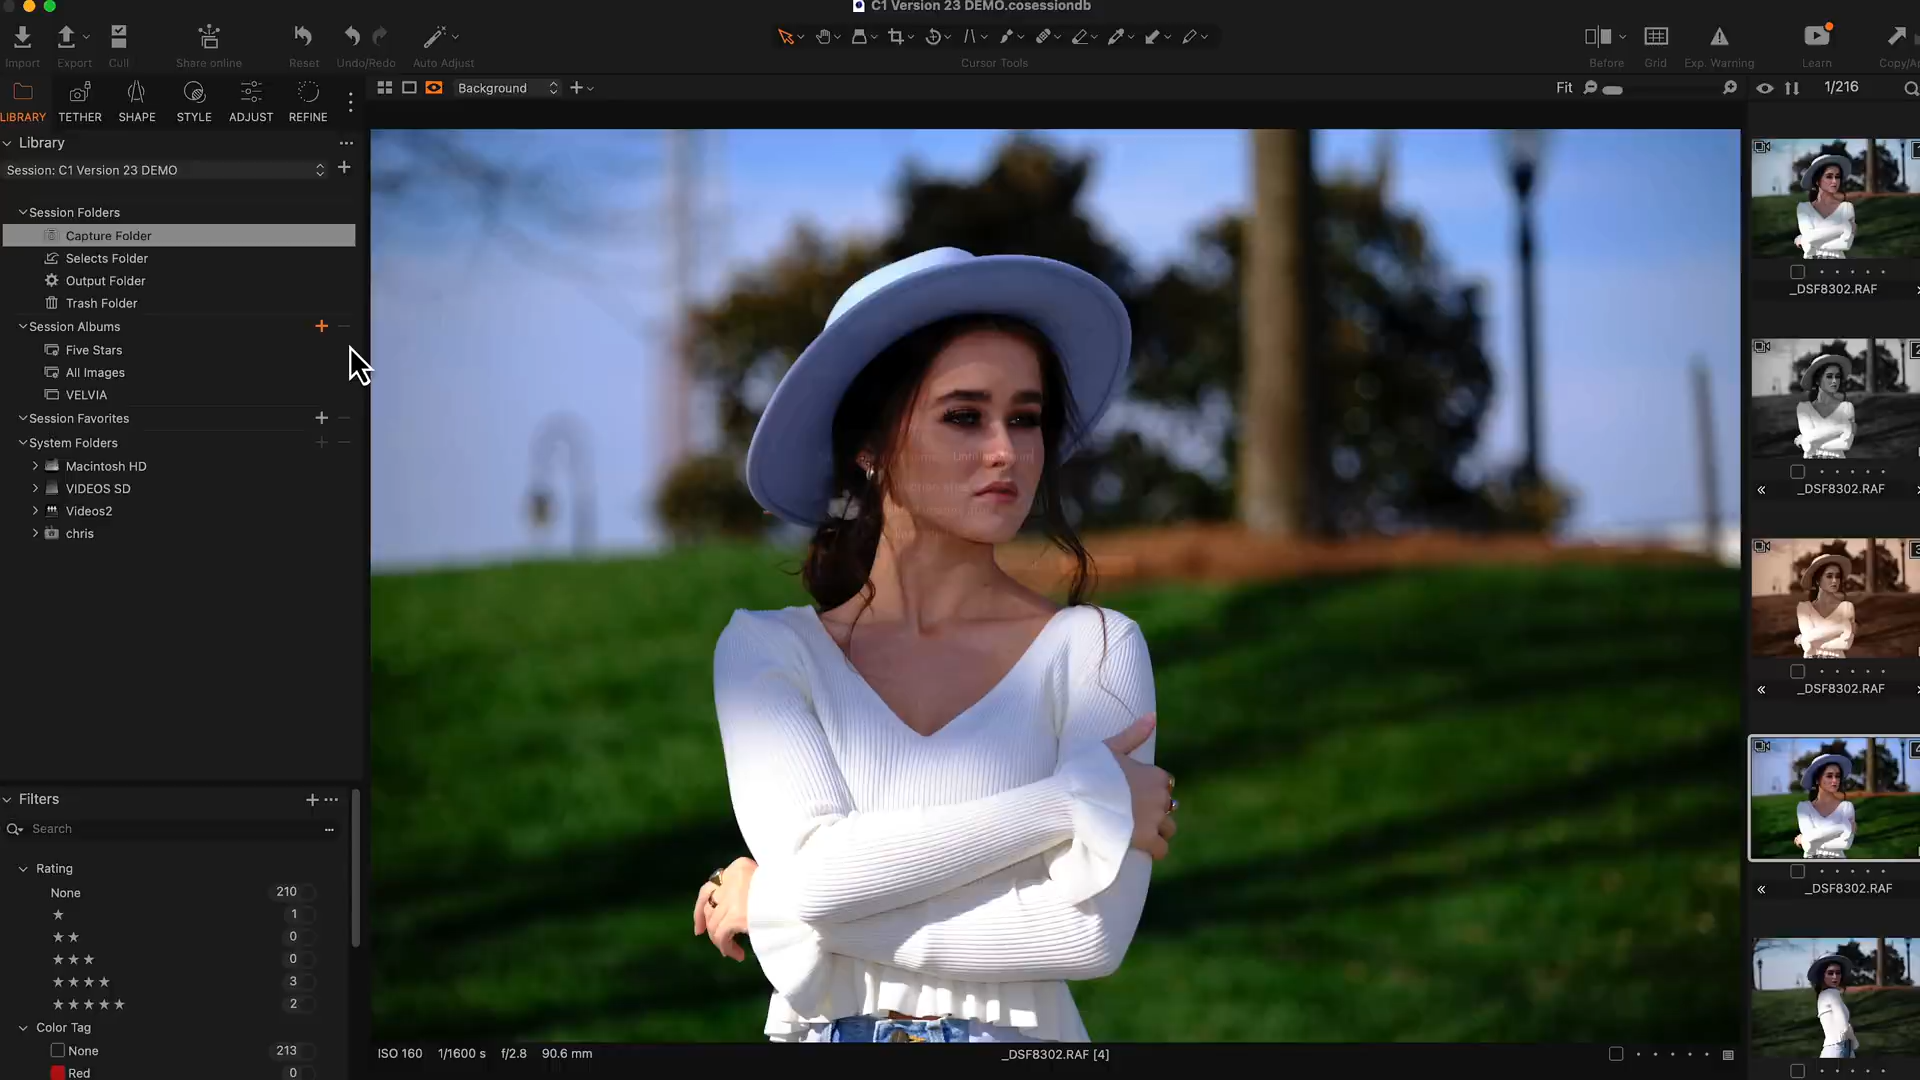 C1 Version 23 DEMO.cosessiondb
Import Export Cull Share online Reset Undo/Redo Auto Adjust Cursor Tools Before Grid Exp. Warning Learn
LIBRARY TETHER SHAPE STYLE ADJUST REFINE
Background
Fit
1/216
Library
Session: C1 Version 23 DEMO
Session Folders
Capture Folder
Selects Folder
Output Folder
Trash Folder
Session Albums
Five Stars
All Images
VELVIA
Session Favorites
System Folders
Macintosh HD
VIDEOS SD
Videos2
chris
Filters
Search
Rating
None 210
1
0
0
3
2
Color Tag
None 213
Red 0
ISO 160 1/1600 s f/2.8 90.6 mm
_DSF8302.RAF [4]
_DSF8302.RAF
_DSF8302.RAF
_DSF8302.RAF
_DSF8302.RAF